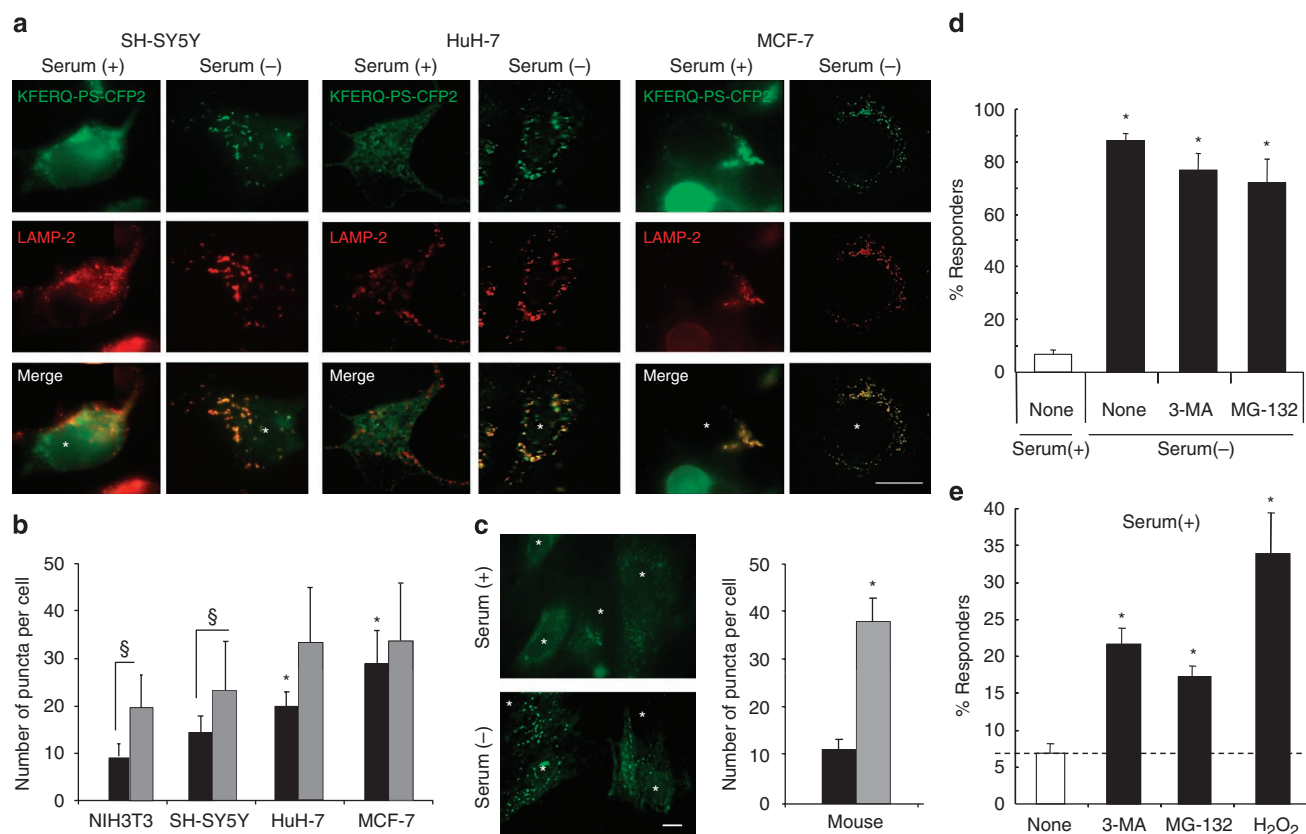 a
SH-SY5Y HuH-7 MCF-7
Serum (+) Serum (–) Serum (+) Serum (–) Serum (+) Serum (–)
KFERQ-PS-CFP2 KFERQ-PS-CFP2 KFERQ-PS-CFP2
LAMP-2 LAMP-2 LAMP-2
Merge Merge Merge
* * * * *
b
Number of puncta per cell
50
40
30
20
10
0
§ § * *
NIH3T3 SH-SY5Y HuH-7 MCF-7
c
Serum (+)
* * * * *
Serum (–)
* * * *
Number of puncta per cell
50
40
30
20
10
0
*
Mouse
d
% Responders
100
80
60
40
20
0
* * *
None None 3-MA MG-132
Serum(+) Serum(–)
e
Serum(+)
% Responders
40
35
30
25
20
15
10
5
0
* * *
None 3-MA MG-132 H₂O₂